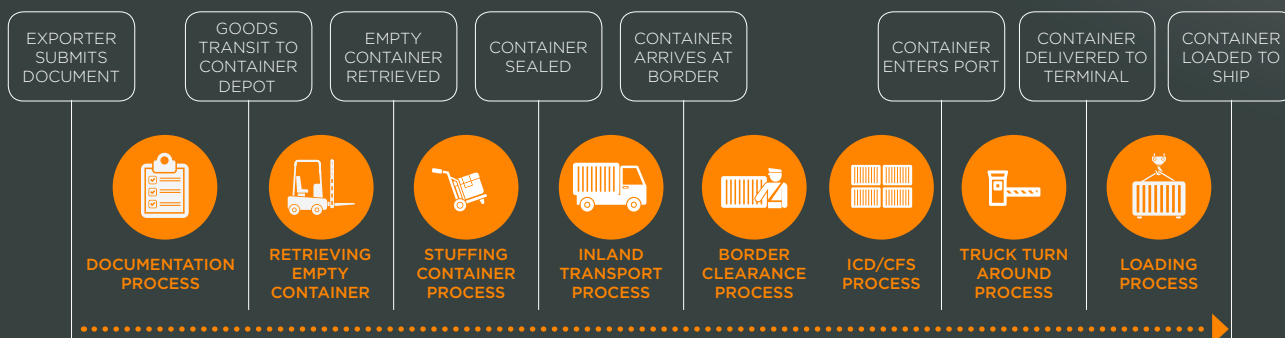 EXPORTER
SUBMITS
DOCUMENT
GOODS
TRANSIT TO
CONTAINER
DEPOT
EMPTY
CONTAINER
RETRIEVED
CONTAINER
SEALED
CONTAINER
ARRIVES AT
BORDER
CONTAINER
ENTERS PORT
CONTAINER
DELIVERED TO
TERMINAL
CONTAINER
LOADED TO
SHIP
DOCUMENTATION
PROCESS
RETRIEVING
EMPTY
CONTAINER
STUFFING
CONTAINER
PROCESS
INLAND
TRANSPORT
PROCESS
BORDER
CLEARANCE
PROCESS
ICD/CFS
PROCESS
TRUCK TURN
AROUND
PROCESS
LOADING
PROCESS